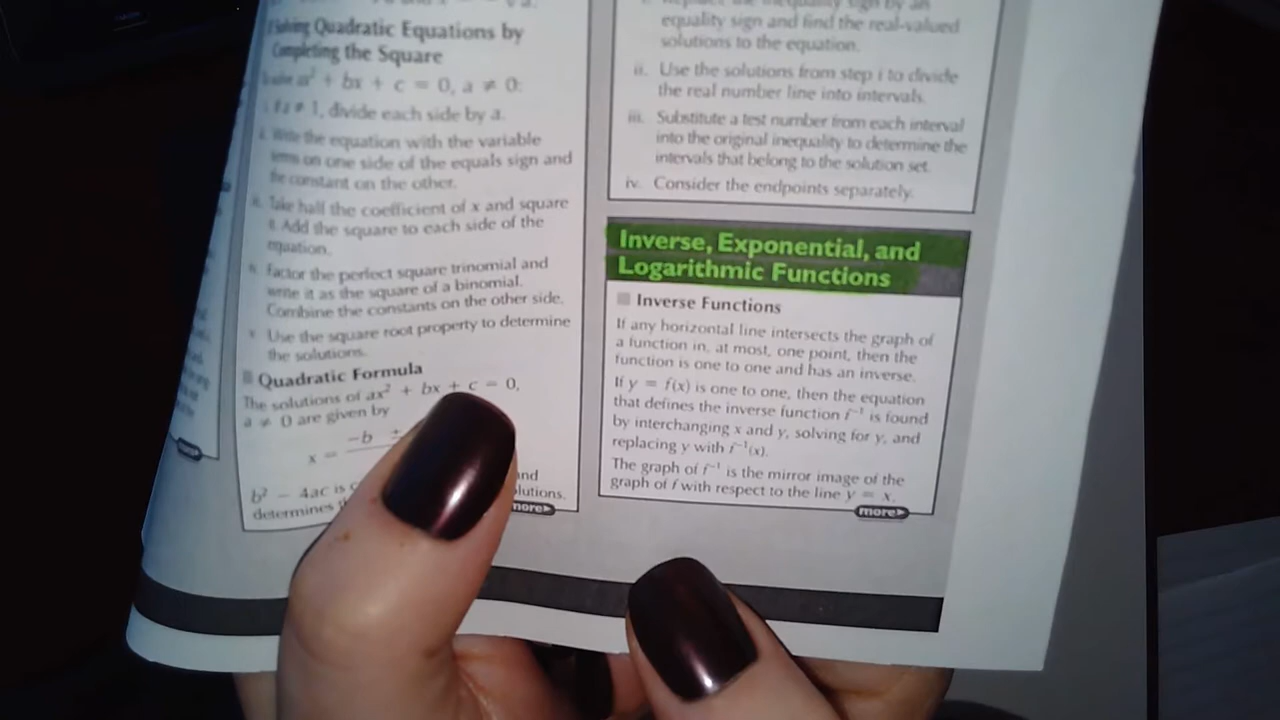 Quadratic Equations by
Completing the Square
ax² + bx + c = 0, a ≠ 0:
≠ 1, divide each side by a.
Write the equation with the variable
terms on one side of the equals sign and
the constant on the other.
Take half the coefficient of x and square
it. Add the square to each side of the
equation.
Factor the perfect square trinomial and
write it as the square of a binomial.
Combine the constants on the other side.
Use the square root property to determine
the solutions.
Quadratic Formula
The solutions of ax² + bx + c = 0,
a ≠ 0 are given by
x = −b ±
b² − 4ac is
determines
and
more
equality sign and find the real-valued
solutions to the equation.
ii. Use the solutions from step i to divide
the real number line into intervals.
iii. Substitute a test number from each interval
into the original inequality to determine the
intervals that belong to the solution set.
iv. Consider the endpoints separately.
Inverse, Exponential, and
Logarithmic Functions
Inverse Functions
If any horizontal line intersects the graph of
a function in, at most, one point, then the
function is one to one and has an inverse.
If y = f(x) is one to one, then the equation
that defines the inverse function f⁻¹ is found
by interchanging x and y, solving for y, and
replacing y with f⁻¹(x).
The graph of f⁻¹ is the mirror image of the
graph of f with respect to the line y = x.
more